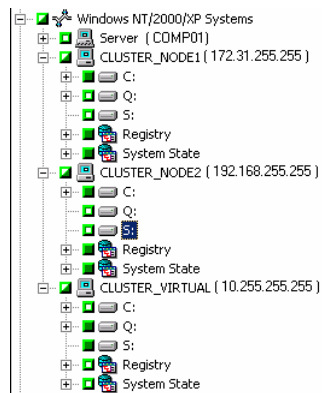 Windows NT/2000/XP Systems
Server (COMP01)
CLUSTER_NODE1 (172.31.255.255)
C:
Q:
S:
Registry
System State
CLUSTER_NODE2 (192.168.255.255)
C:
Q:
S:
Registry
System State
CLUSTER_VIRTUAL (10.255.255.255)
C:
Q:
S:
Registry
System State